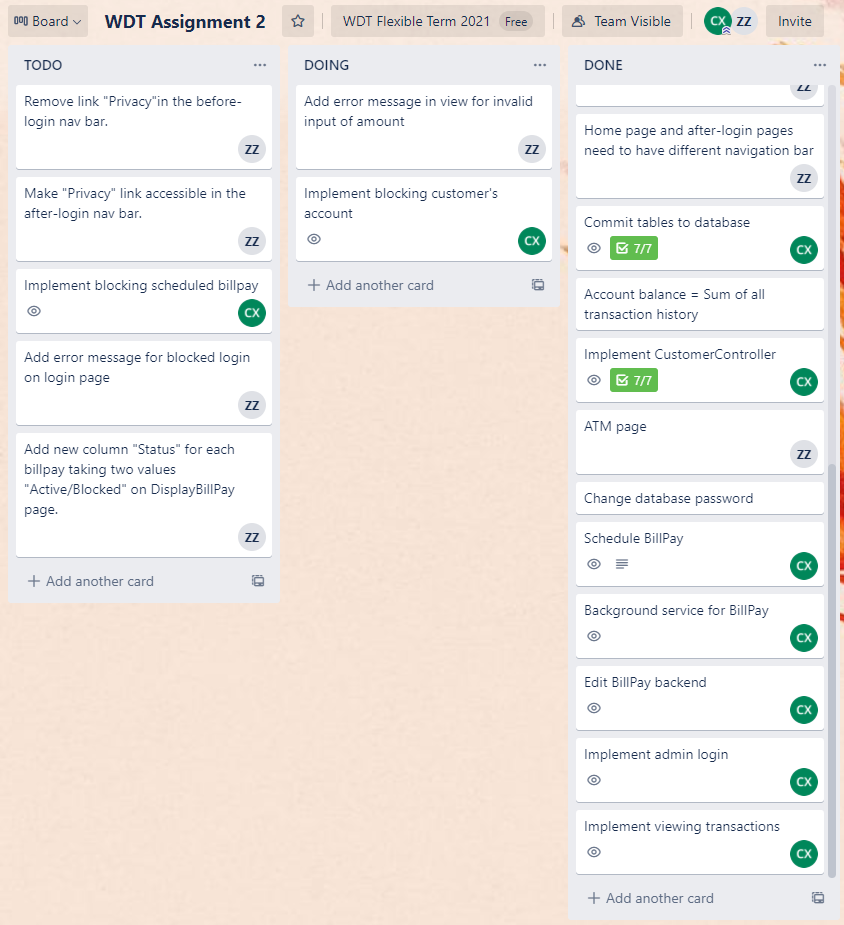 Board
WDT Assignment 2
WDT Flexible Term 2021 Free
Team Visible
CX ZZ
Invite
TODO
Remove link "Privacy"in the before-
login nav bar.
ZZ
Make "Privacy" link accessible in the
after-login nav bar.
ZZ
Implement blocking scheduled billpay
CX
Add error message for blocked login
on login page
ZZ
Add new column "Status" for each
billpay taking two values
"Active/Blocked" on DisplayBillPay
page.
ZZ
Add another card
DOING
Add error message in view for invalid
input of amount
ZZ
Implement blocking customer's
account
CX
Add another card
DONE
ZZ
Home page and after-login pages
need to have different navigation bar
ZZ
Commit tables to database
7/7
CX
Account balance = Sum of all
transaction history
Implement CustomerController
7/7
CX
ATM page
ZZ
Change database password
Schedule BillPay
CX
Background service for BillPay
CX
Edit BillPay backend
CX
Implement admin login
CX
Implement viewing transactions
CX
Add another card